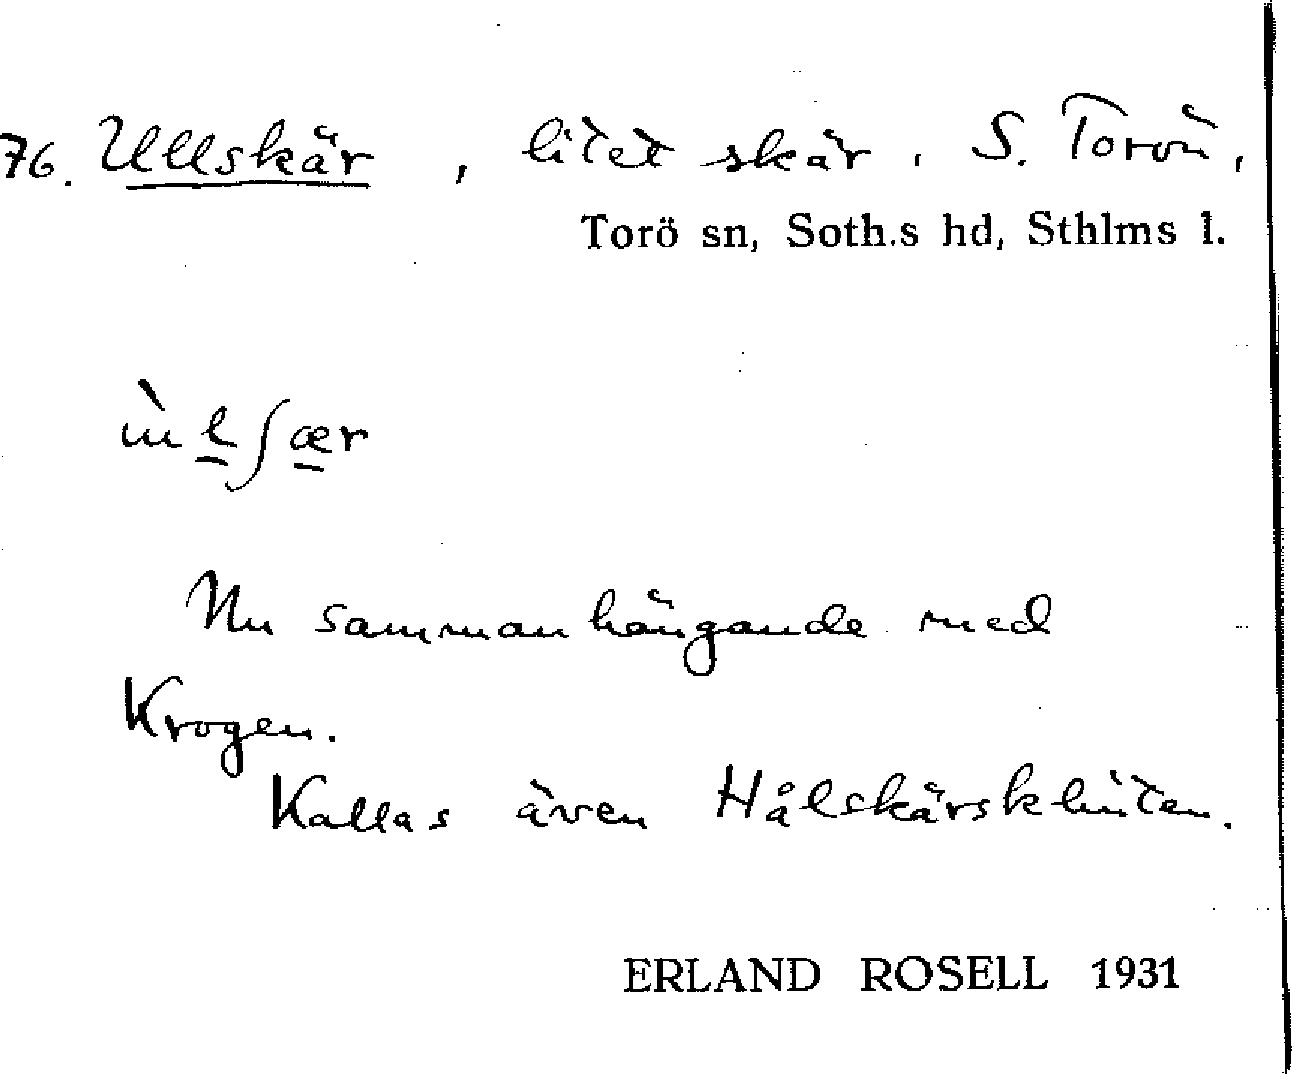 76. Ullskär, litet skär, S. Torön,
Torö sn, Soth.s hd, Sthlms l.
ùlʃær
Nu sammanhängande med
Krogen.
Kallas även Hålskärsklüten.
ERLAND ROSELL 1931